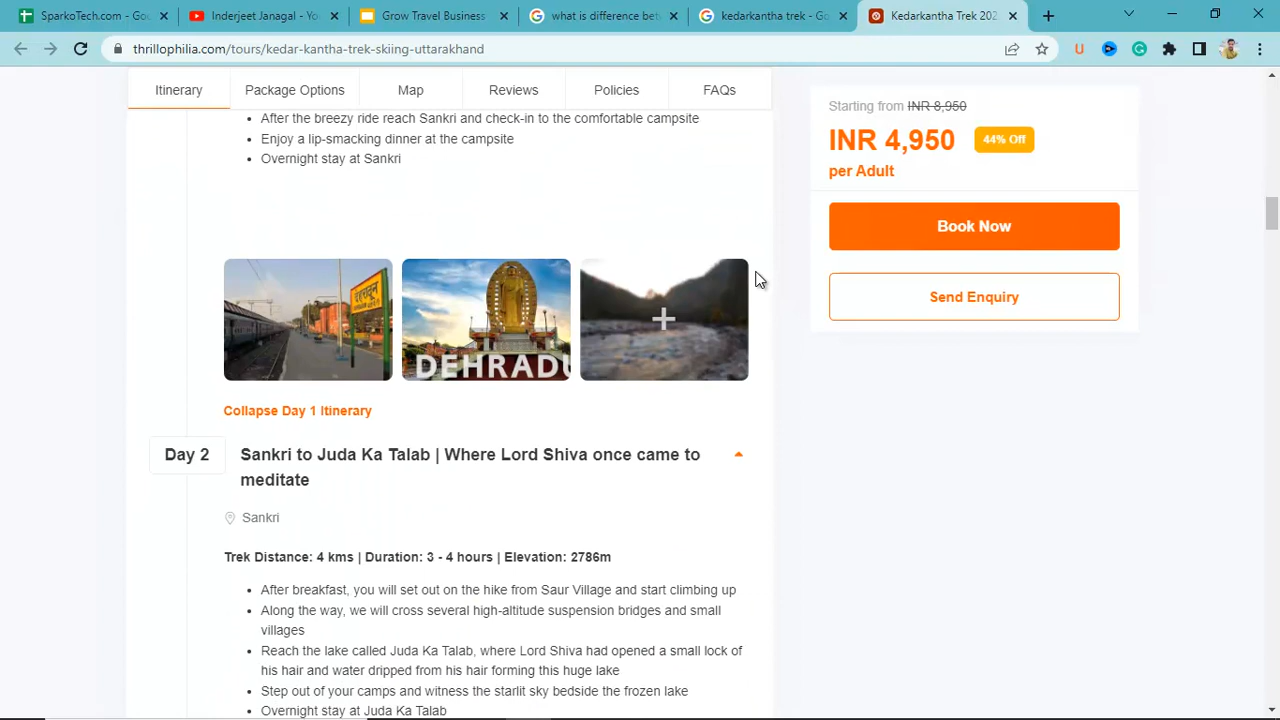 SparkoTech.com - Gou
Inderjeet Janagal - Yo
Grow Travel Business
what is difference bet
kedarkantha trek - Go
Kedarkantha Trek 202
thrillophilia.com/tours/kedar-kantha-trek-skiing-uttarakhand
Itinerary
Package Options
Map
Reviews
Policies
FAQs
After the breezy ride reach Sankri and check-in to the comfortable campsite
Enjoy a lip-smacking dinner at the campsite
Overnight stay at Sankri
Starting from INR 8,950
INR 4,950 44% Off
per Adult
Book Now
Send Enquiry
देहरादून
DEHRADU
Collapse Day 1 Itinerary
Day 2
Sankri to Juda Ka Talab | Where Lord Shiva once came to
meditate
Sankri
Trek Distance: 4 kms | Duration: 3 - 4 hours | Elevation: 2786m
After breakfast, you will set out on the hike from Saur Village and start climbing up
Along the way, we will cross several high-altitude suspension bridges and small
villages
Reach the lake called Juda Ka Talab, where Lord Shiva had opened a small lock of
his hair and water dripped from his hair forming this huge lake
Step out of your camps and witness the starlit sky bedside the frozen lake
Overnight stay at Juda Ka Talab